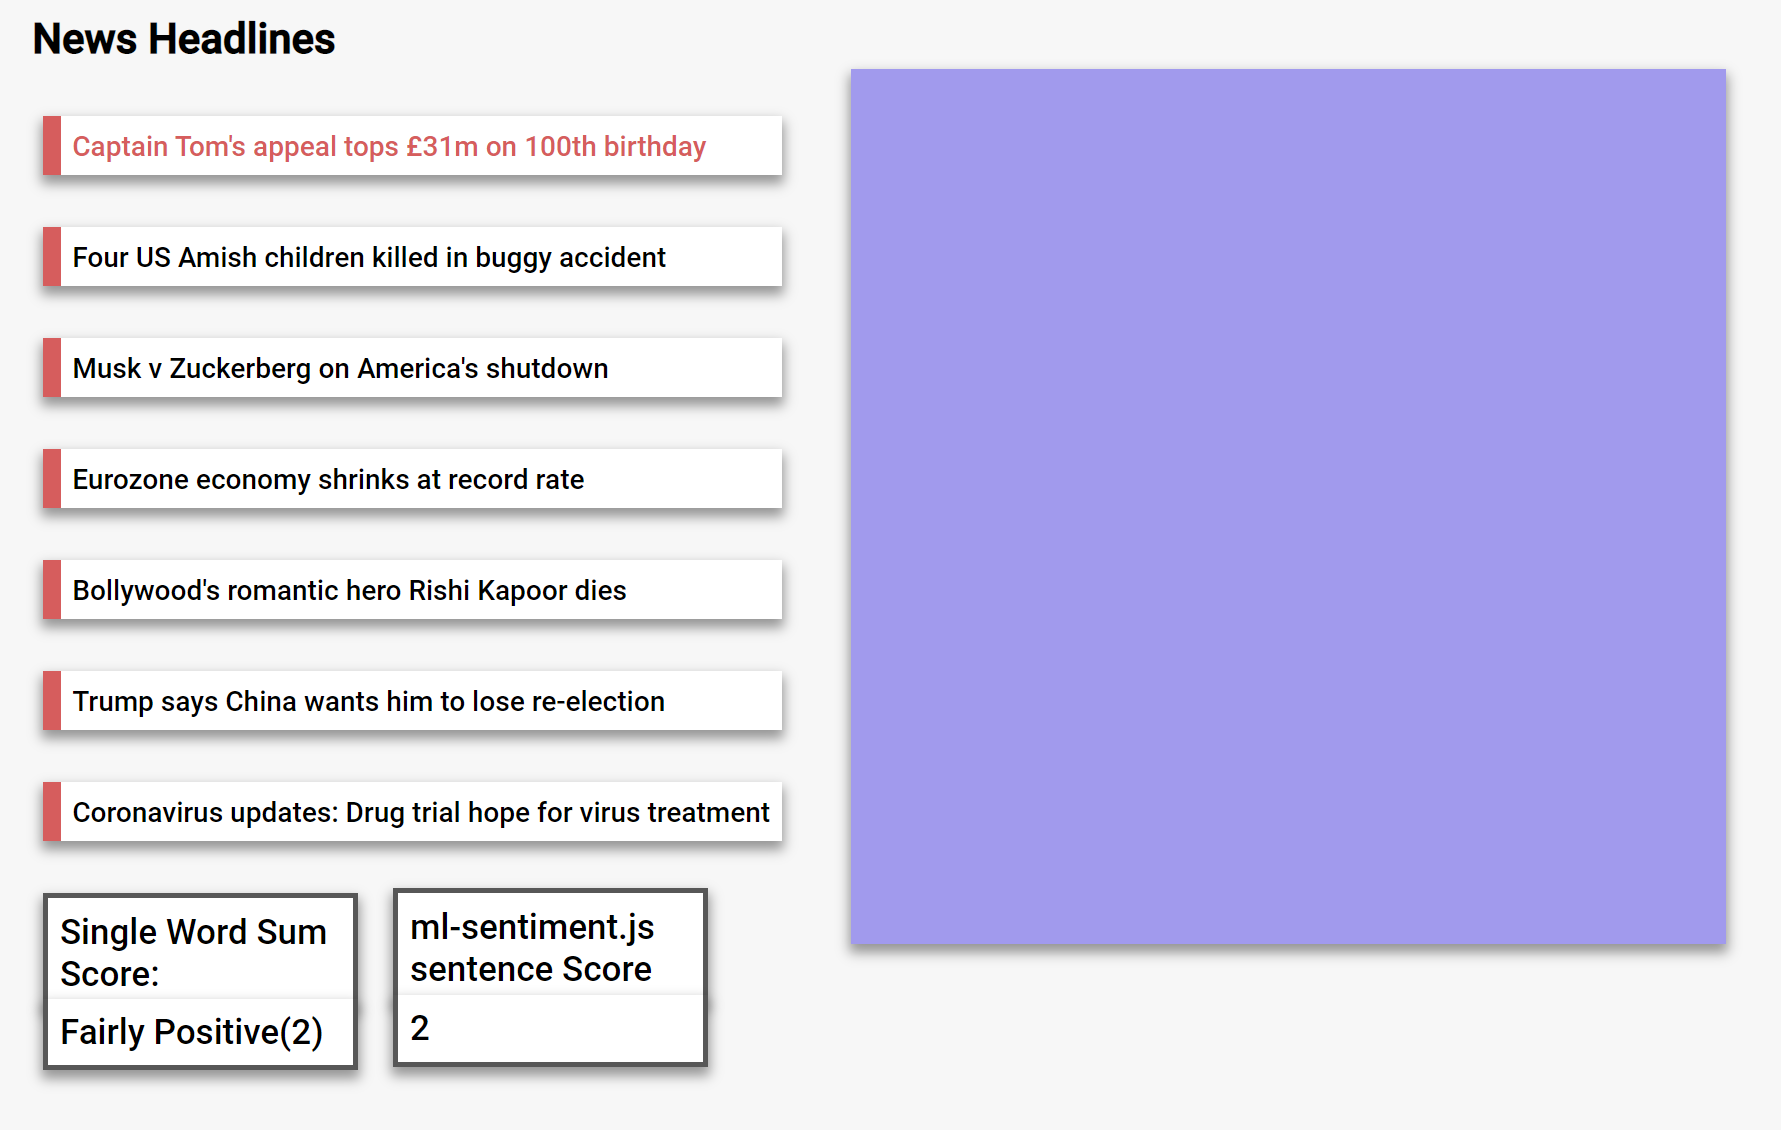 News Headlines
Captain Tom's appeal tops £31m on 100th birthday
Four US Amish children killed in buggy accident
Musk v Zuckerberg on America's shutdown
Eurozone economy shrinks at record rate
Bollywood's romantic hero Rishi Kapoor dies
Trump says China wants him to lose re-election
Coronavirus updates: Drug trial hope for virus treatment
Single Word Sum
Score:
Fairly Positive(2)
ml-sentiment.js
sentence Score
2